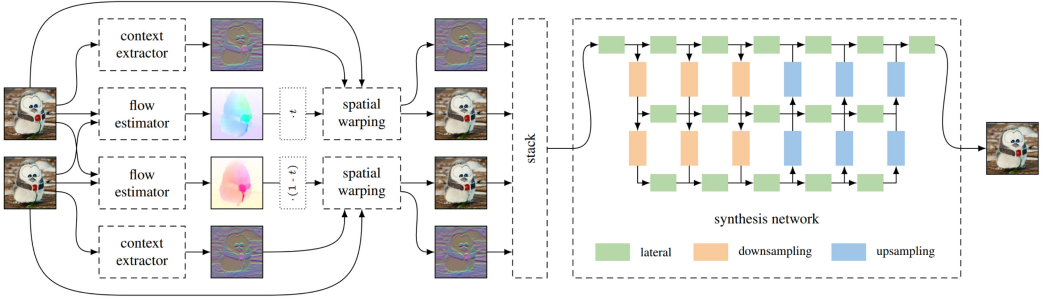 context
extractor
flow
estimator
· t
spatial
warping
flow
estimator
· (1 - t)
spatial
warping
context
extractor
stack
synthesis network
lateral
downsampling
upsampling